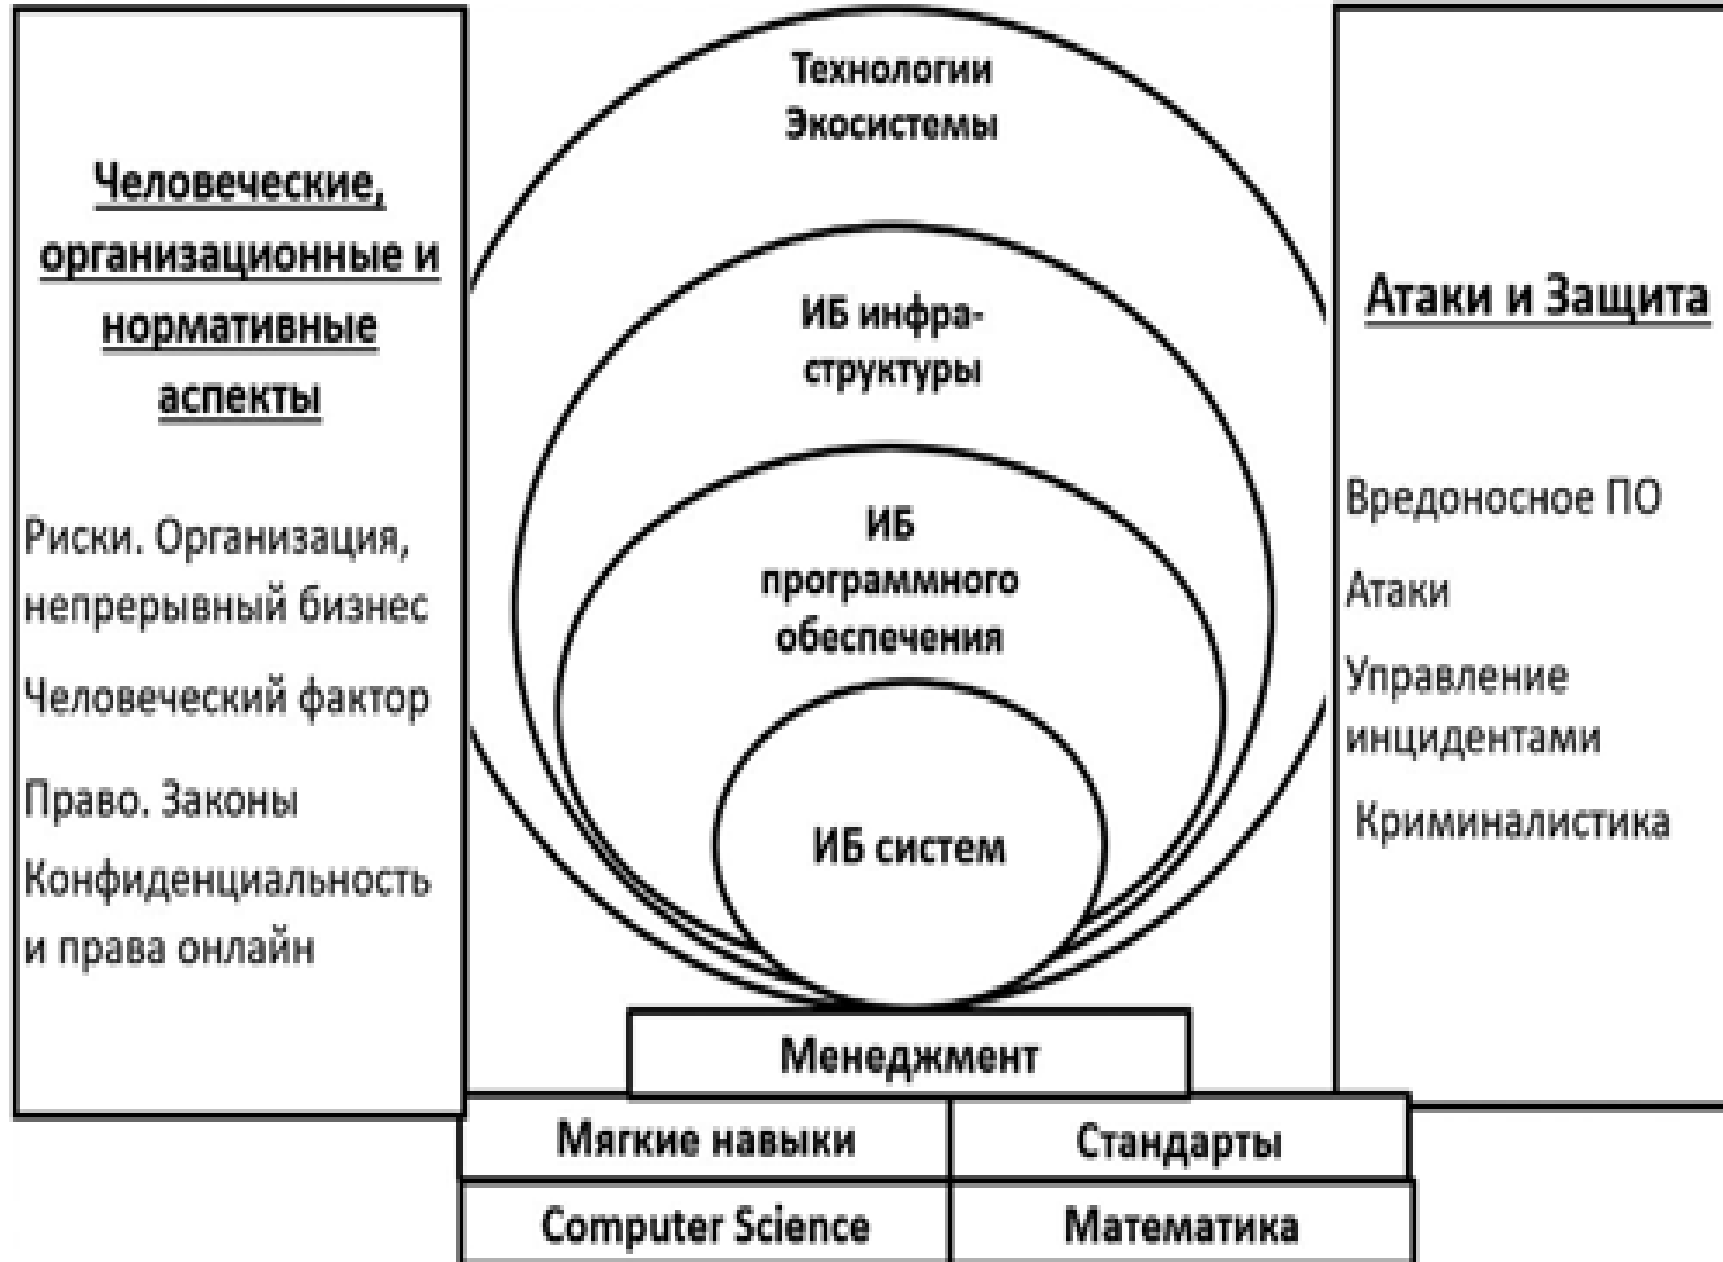 Человеческие,
организационные и
нормативные
аспекты
Риски. Организация,
непрерывный бизнес
Человеческий фактор
Право. Законы
Конфиденциальность
и права онлайн
Технологии
Экосистемы
ИБ инфра-
структуры
ИБ
программного
обеспечения
ИБ систем
Атаки и Защита
Вредоносное ПО
Атаки
Управление
инцидентами
Криминалистика
Менеджмент
Мягкие навыки
Стандарты
Computer Science
Математика